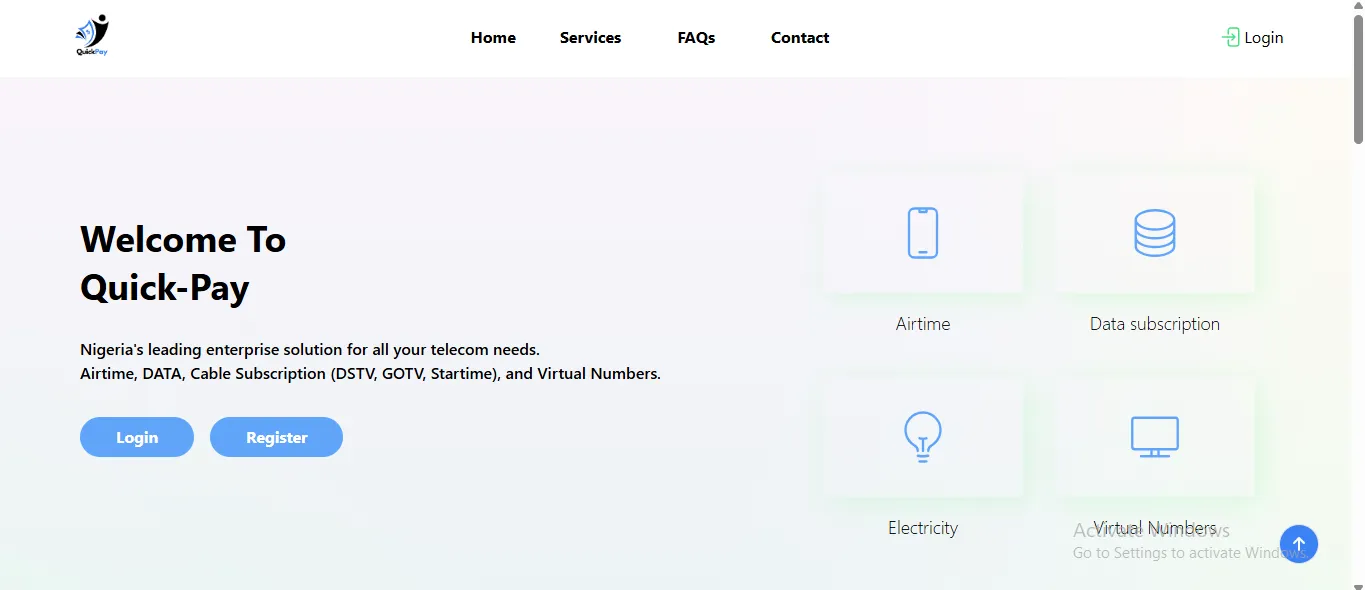 QuickPay
Home
Services
FAQs
Contact
Login
Welcome To
Quick-Pay
Nigeria's leading enterprise solution for all your telecom needs.
Airtime, DATA, Cable Subscription (DSTV, GOTV, Startime), and Virtual Numbers.
Login
Register
Airtime
Data subscription
Electricity
Virtual Numbers
Activate Windows
Go to Settings to activate Windows.